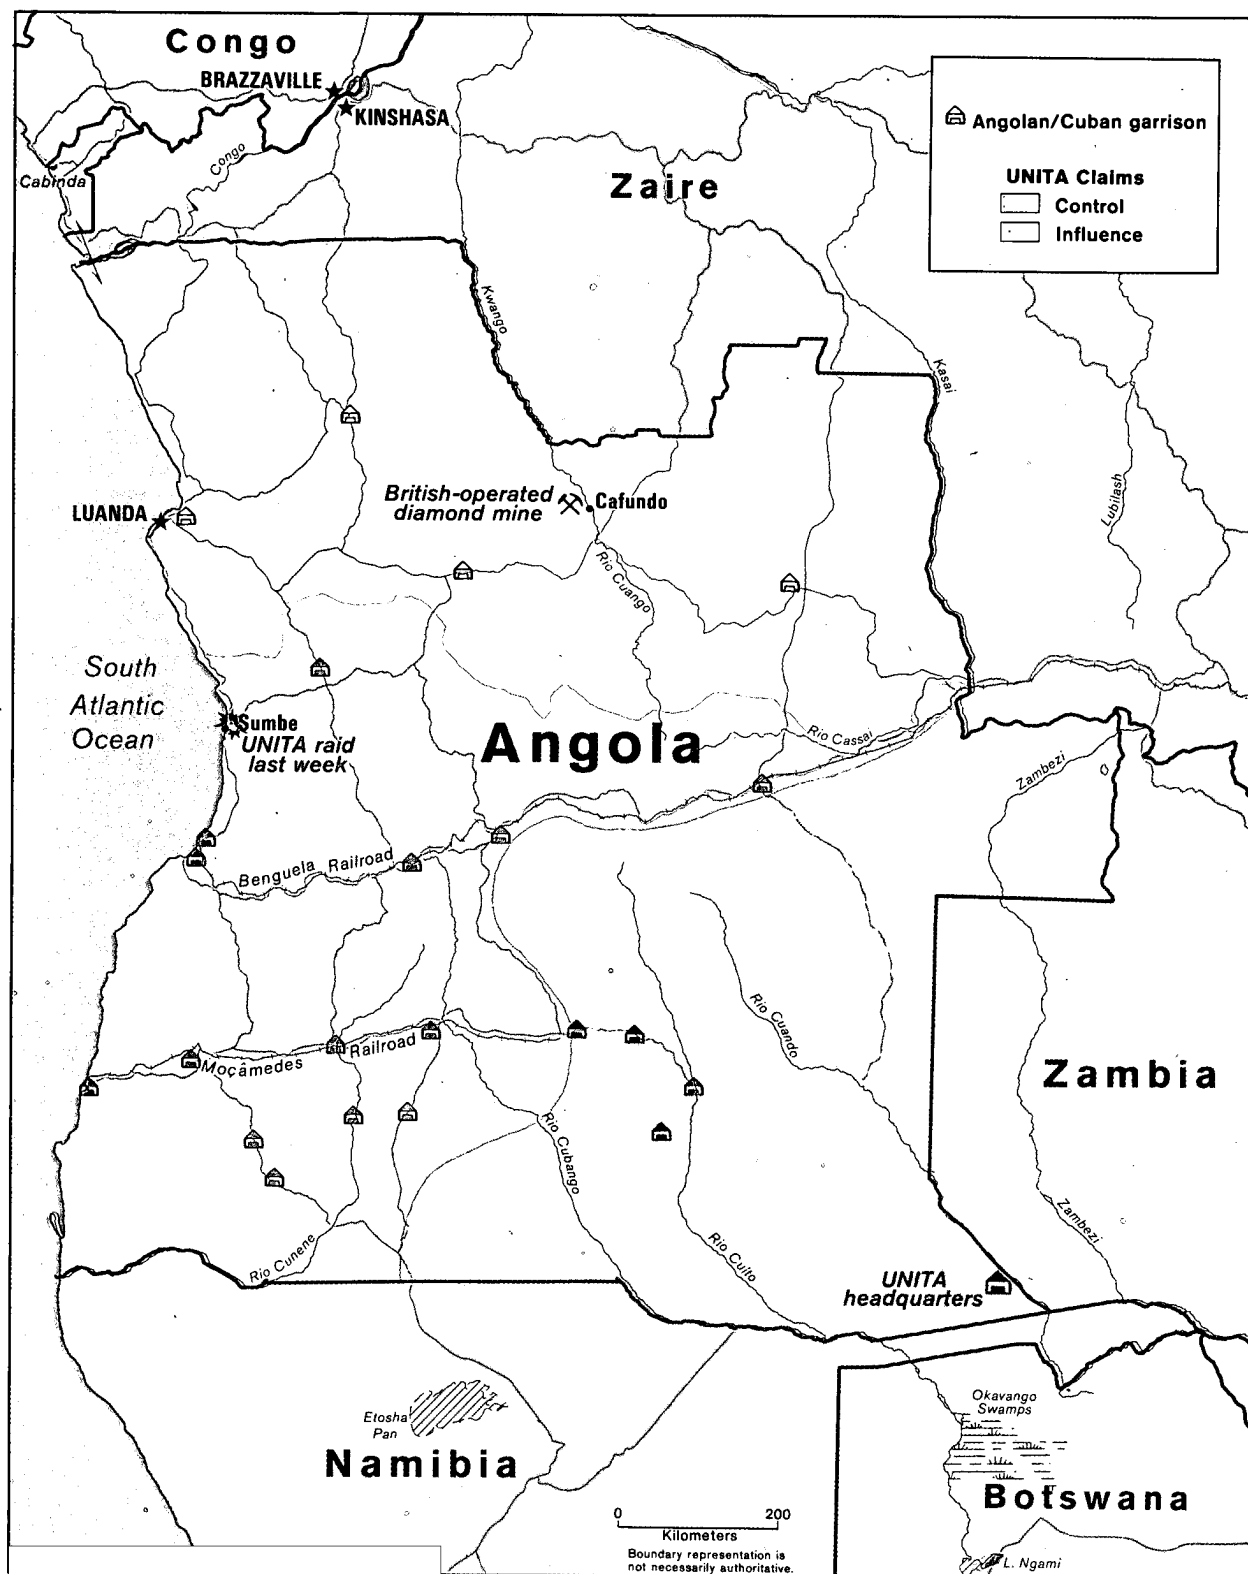 Congo
BRAZZAVILLE
KINSHASA
Cabinda
Congo
Zaire
Angolan/Cuban garrison
UNITA Claims
Control
Influence
Kwango
Kasai
Lubilash
LUANDA
British-operated
diamond mine
Cafundo
Rio Cuango
South
Atlantic
Ocean
Sumbe
UNITA raid
last week
Angola
Rio Cassai
Zambezi
Benguela Railroad
Rio Cuando
Moçâmedes Railroad
Zambia
Rio Cubango
Zambezi
Rio Cunene
Rio Cuito
UNITA
headquarters
Etosha
Pan
Namibia
Okavango
Swamps
Botswana
0 200
Kilometers
Boundary representation is
not necessarily authoritative.
L. Ngami